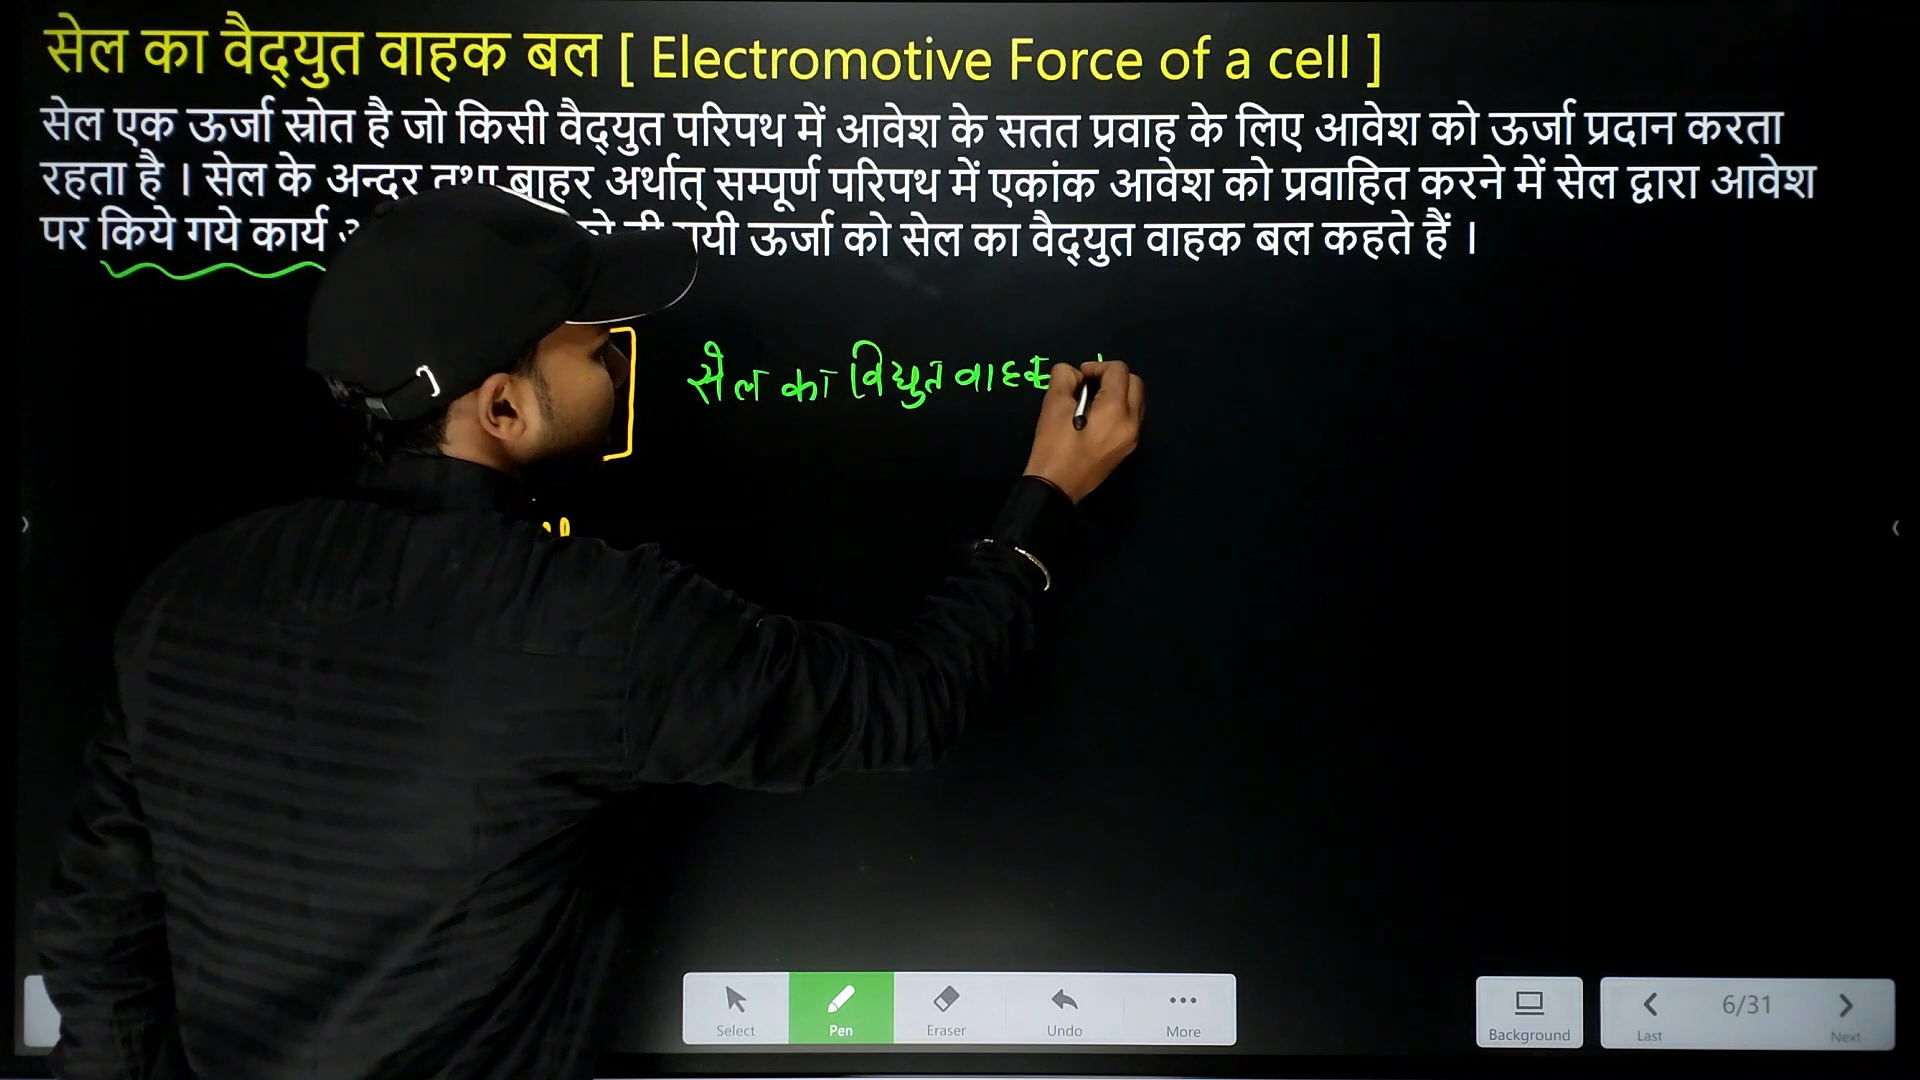 सेल का वैद्युत वाहक बल [ Electromotive Force of a cell ]
सेल एक ऊर्जा स्रोत है जो किसी वैद्युत परिपथ में आवेश के सतत प्रवाह के लिए आवेश को ऊर्जा प्रदान करता
रहता है । सेल के अन्दर तथा बाहर अर्थात् सम्पूर्ण परिपथ में एकांक आवेश को प्रवाहित करने में सेल द्वारा आवेश
पर किये गये कार्य को दी गयी ऊर्जा को सेल का वैद्युत वाहक बल कहते हैं ।
सेल का विद्युत वाहक
Select Pen Eraser Undo More Background Last 6/31 Next